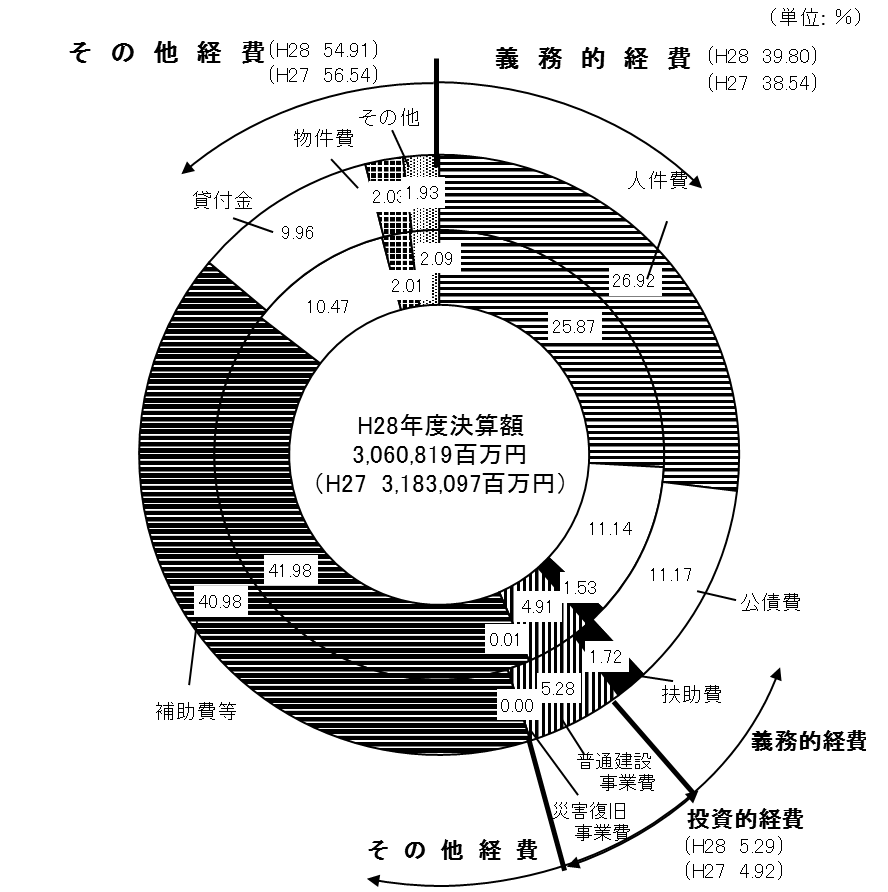 （単位: %）
その他経費
（H28 54.91）
（H27 56.54）
義務的経費
（H28 39.80）
（H27 38.54）
その他
物件費
人件費
貸付金
2.03
1.93
9.96
2.09
2.01
26.92
10.47
25.87
H28年度決算額
3,060,819百万円
（H27 3,183,097百万円）
11.14
11.17
41.98
40.98
1.53
4.91
0.01
公債費
1.72
5.28
0.00
扶助費
補助費等
普通建設
事業費
義務的経費
災害復旧
事業費
投資的経費
（H28 5.29）
（H27 4.92）
その他経費